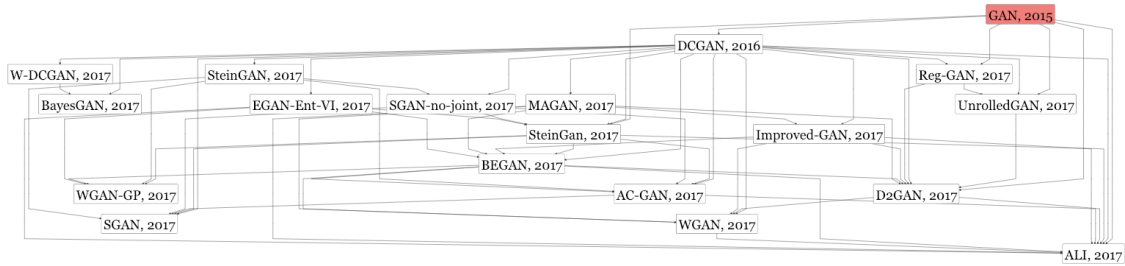 GAN, 2015
DCGAN, 2016
W-DCGAN, 2017
SteinGAN, 2017
Reg-GAN, 2017
BayesGAN, 2017
EGAN-Ent-VI, 2017
SGAN-no-joint, 2017
MAGAN, 2017
UnrolledGAN, 2017
SteinGan, 2017
Improved-GAN, 2017
BEGAN, 2017
WGAN-GP, 2017
AC-GAN, 2017
D2GAN, 2017
SGAN, 2017
WGAN, 2017
ALI, 2017